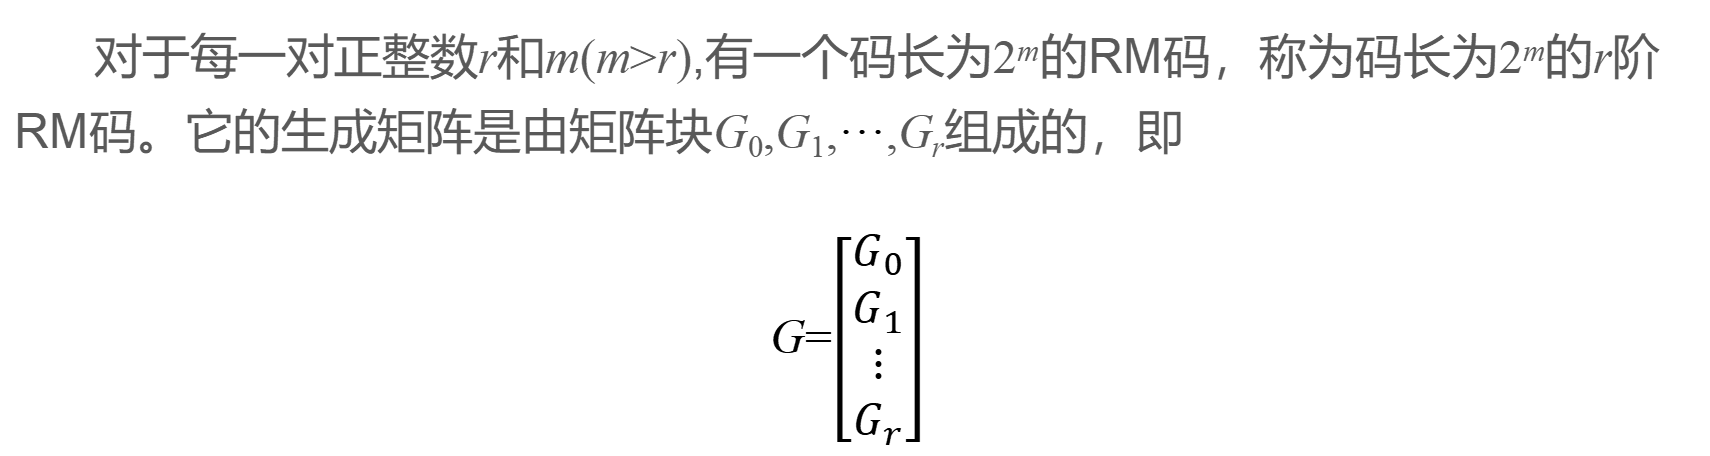 对于每一对正整数r和m(m>r),有一个码长为2ᵐ的RM码，称为码长为2ᵐ的r阶
RM码。它的生成矩阵是由矩阵块G₀,G₁,⋯,Gᵣ组成的，即
G=[G₀
G₁
⋮
Gᵣ]